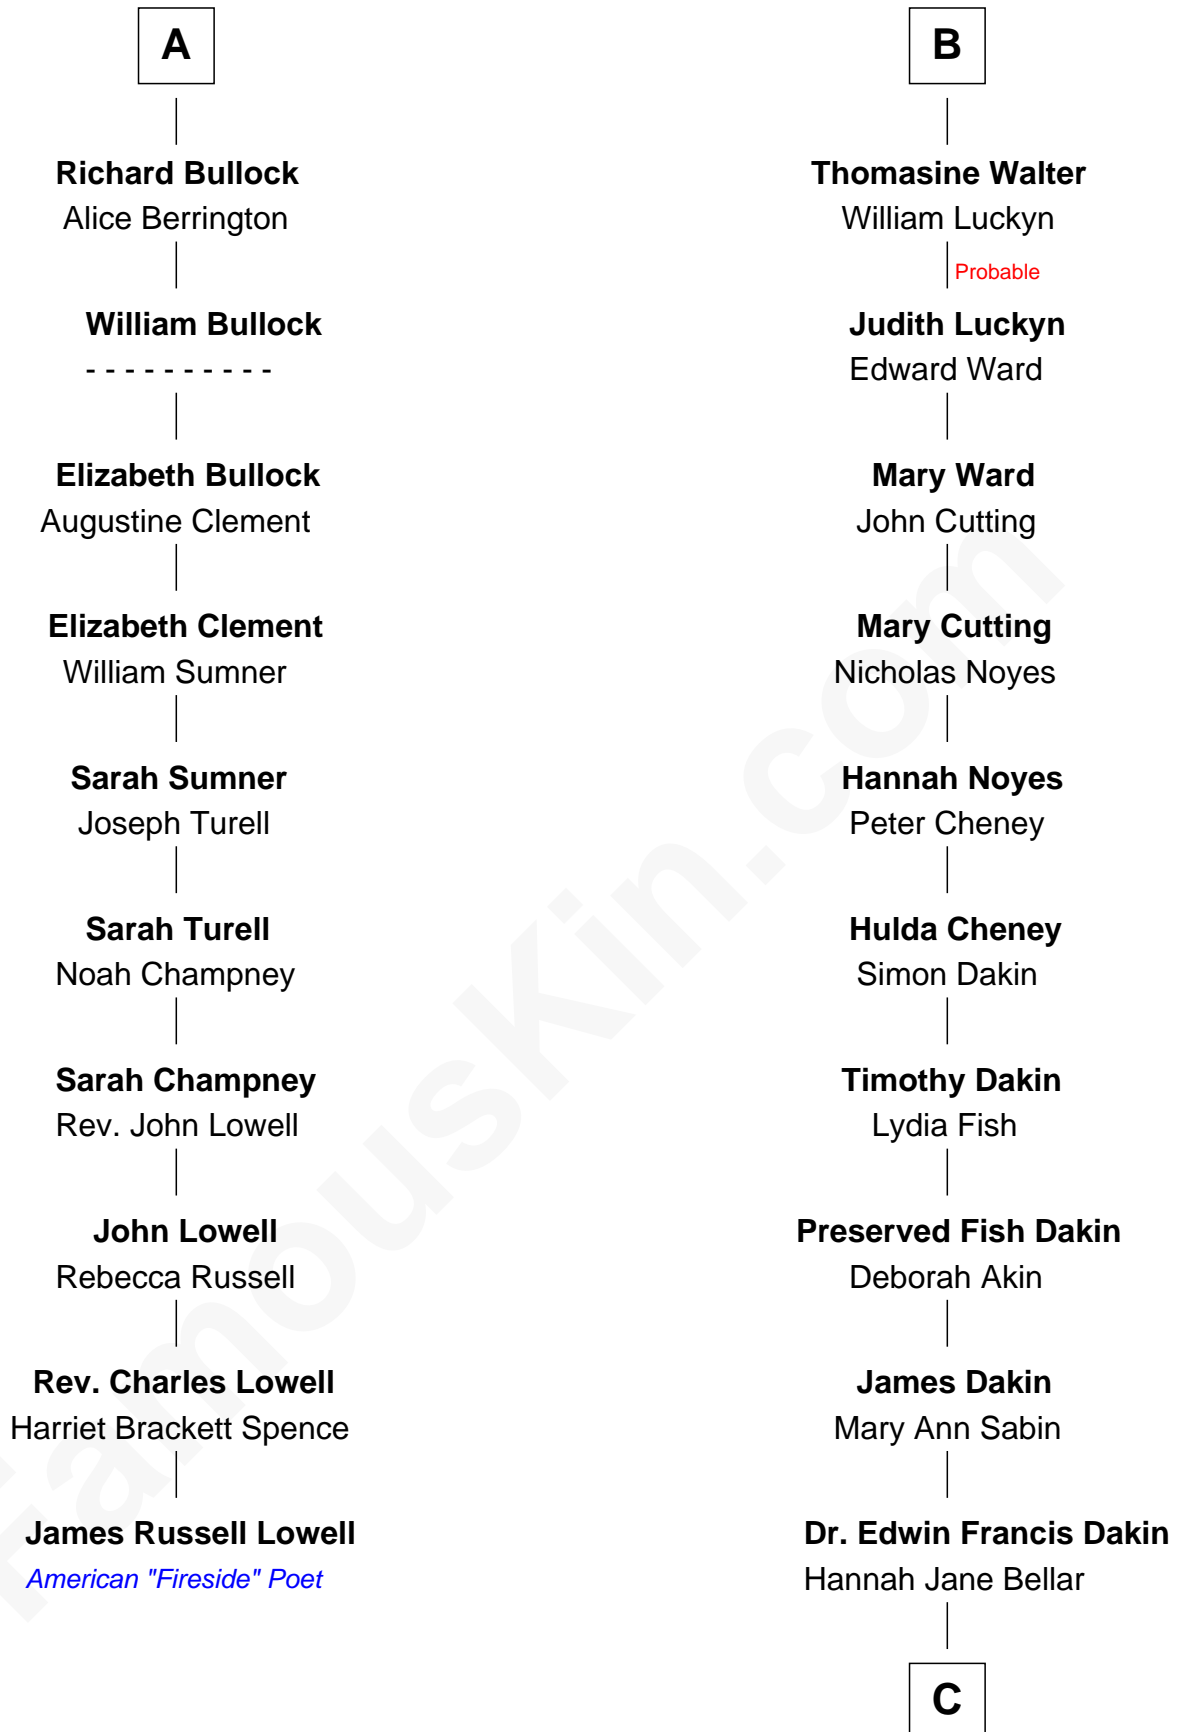 A
Richard Bullock
Alice Berrington
William Bullock
- - - - - - - - - -
Elizabeth Bullock
Augustine Clement
Elizabeth Clement
William Sumner
Sarah Sumner
Joseph Turell
Sarah Turell
Noah Champney
Sarah Champney
Rev. John Lowell
John Lowell
Rebecca Russell
Rev. Charles Lowell
Harriet Brackett Spence
James Russell Lowell
American "Fireside" Poet
B
Thomasine Walter
William Luckyn
Probable
Judith Luckyn
Edward Ward
Mary Ward
John Cutting
Mary Cutting
Nicholas Noyes
Hannah Noyes
Peter Cheney
Hulda Cheney
Simon Dakin
Timothy Dakin
Lydia Fish
Preserved Fish Dakin
Deborah Akin
James Dakin
Mary Ann Sabin
Dr. Edwin Francis Dakin
Hannah Jane Bellar
C
FamousKin.com